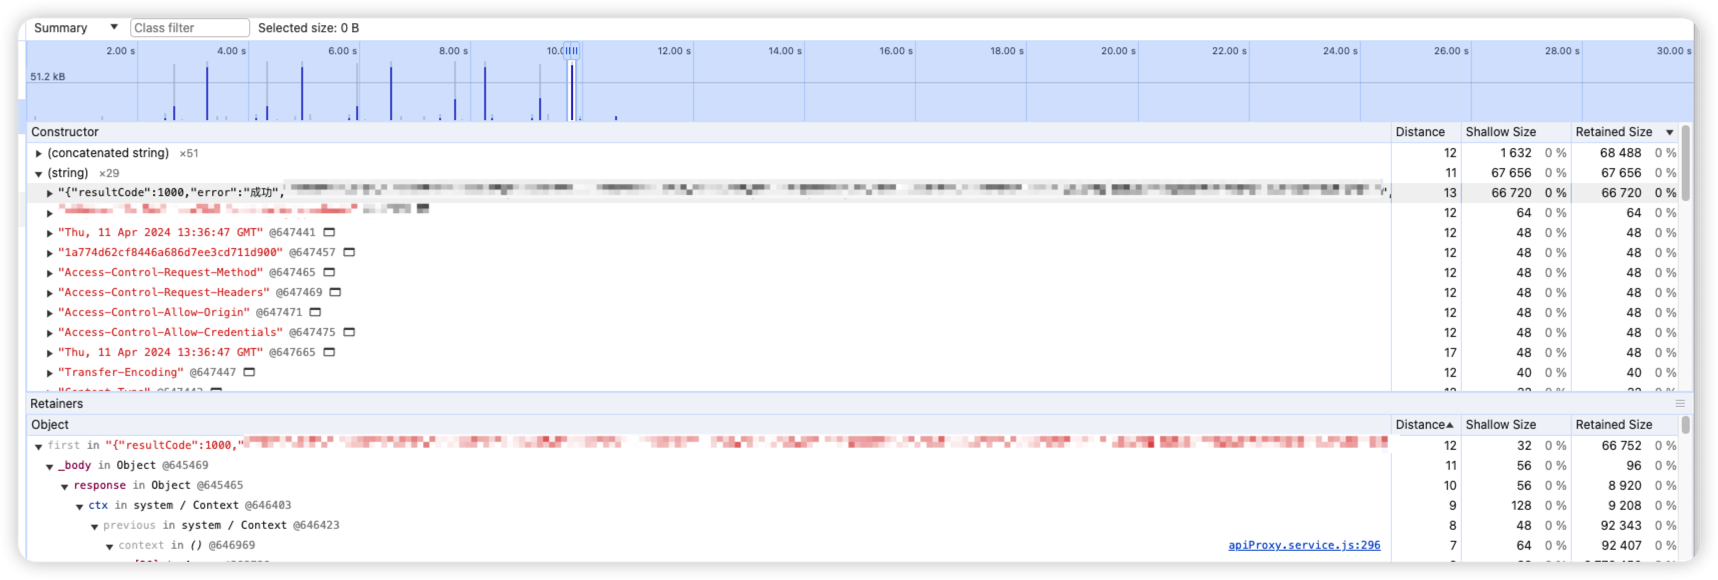 Summary ▼ Class filter Selected size: 0 B
2.00 s 4.00 s 6.00 s 8.00 s 10.0 12.00 s 14.00 s 16.00 s 18.00 s 20.00 s 22.00 s 24.00 s 26.00 s 28.00 s 30.00 s
51.2 kB
Constructor Distance Shallow Size Retained Size ▼
▶ (concatenated string) ×51 12 1 632 0 % 68 488 0 %
▼ (string) ×29 11 67 656 0 % 67 656 0 %
▶ "{"resultCode":1000,"error":"成功", 13 66 720 0 % 66 720 0 %
▶ 12 64 0 % 64 0 %
▶ "Thu, 11 Apr 2024 13:36:47 GMT" @647441 12 48 0 % 48 0 %
▶ "1a774d62cf8446a686d7ee3cd711d900" @647457 12 48 0 % 48 0 %
▶ "Access-Control-Request-Method" @647465 12 48 0 % 48 0 %
▶ "Access-Control-Request-Headers" @647469 12 48 0 % 48 0 %
▶ "Access-Control-Allow-Origin" @647471 12 48 0 % 48 0 %
▶ "Access-Control-Allow-Credentials" @647475 12 48 0 % 48 0 %
▶ "Thu, 11 Apr 2024 13:36:47 GMT" @647665 17 48 0 % 48 0 %
▶ "Transfer-Encoding" @647447 12 40 0 % 40 0 %
Retainers
Object Distance▲ Shallow Size Retained Size
▼ first in "{"resultCode":1000," 12 32 0 % 66 752 0 %
▼ _body in Object @645469 11 56 0 % 96 0 %
▼ response in Object @645465 10 56 0 % 8 920 0 %
▼ ctx in system / Context @646403 9 128 0 % 9 208 0 %
▼ previous in system / Context @646423 8 48 0 % 92 343 0 %
▼ context in () @646969 apiProxy.service.js:296 7 64 0 % 92 407 0 %